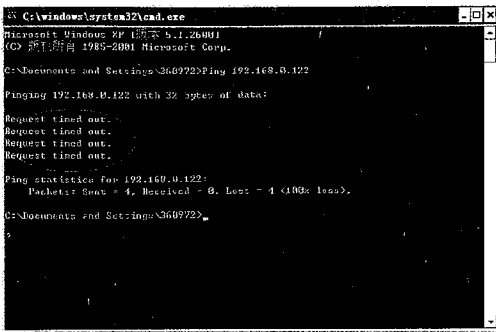 C:\windows\system32\cmd.exe
Microsoft Windows XP [版本 5.1.2600]
(C) 版权所有 1985-2001 Microsoft Corp.
C:\Documents and Settings\360972>Ping 192.168.0.122
Pinging 192.168.0.122 with 32 bytes of data:
Request timed out.
Request timed out.
Request timed out.
Request timed out.
Ping statistics for 192.168.0.122:
Packets: Sent = 4, Received = 0, Lost = 4 (100% loss),
C:\Documents and Settings\360972>_